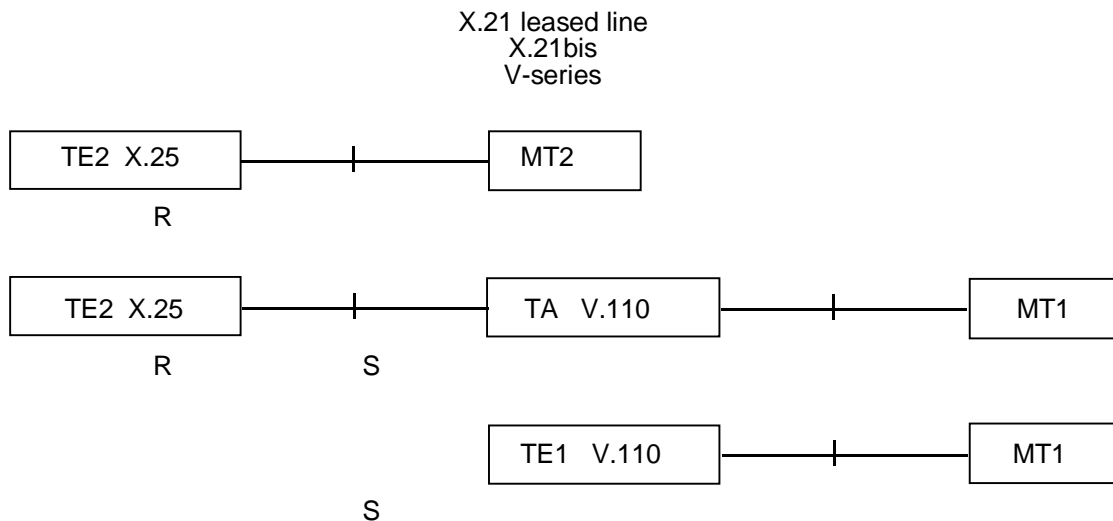 X.21 leased line
X.21bis
V-series
TE2 X.25 MT2
R
TE2 X.25 TA V.110 MT1
R S
TE1 V.110 MT1
S